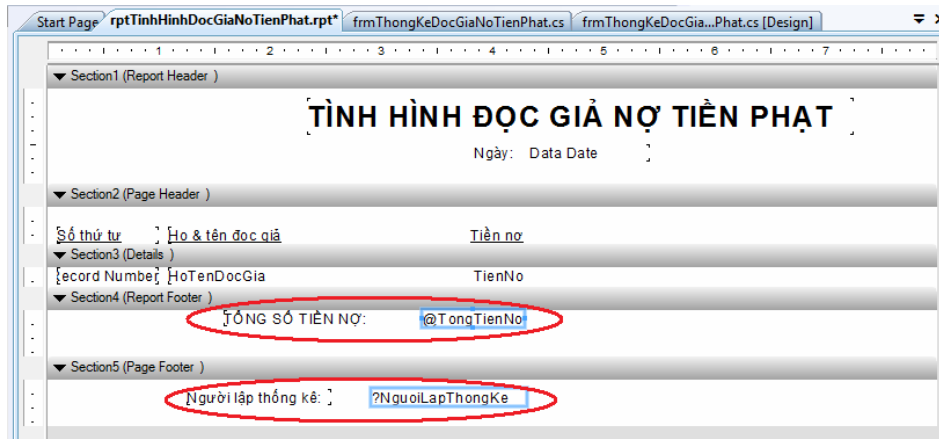 Start Page rptTinhHinhDocGiaNoTienPhat.rpt* frmThongKeDocGiaNoTienPhat.cs frmThongKeDocGia...Phat.cs [Design]
1 2 3 4 5 6 7
Section1 (Report Header )
TÌNH HÌNH ĐỌC GIẢ NỢ TIỀN PHẠT
Ngày: Data Date
Section2 (Page Header )
Số thứ tự Họ & tên đọc giả Tiền nợ
Section3 (Details )
ecord Number HoTenDocGia TienNo
Section4 (Report Footer )
TỔNG SỐ TIỀN NỢ: @TongTienNo
Section5 (Page Footer )
Người lập thống kê: ?NguoiLapThongKe